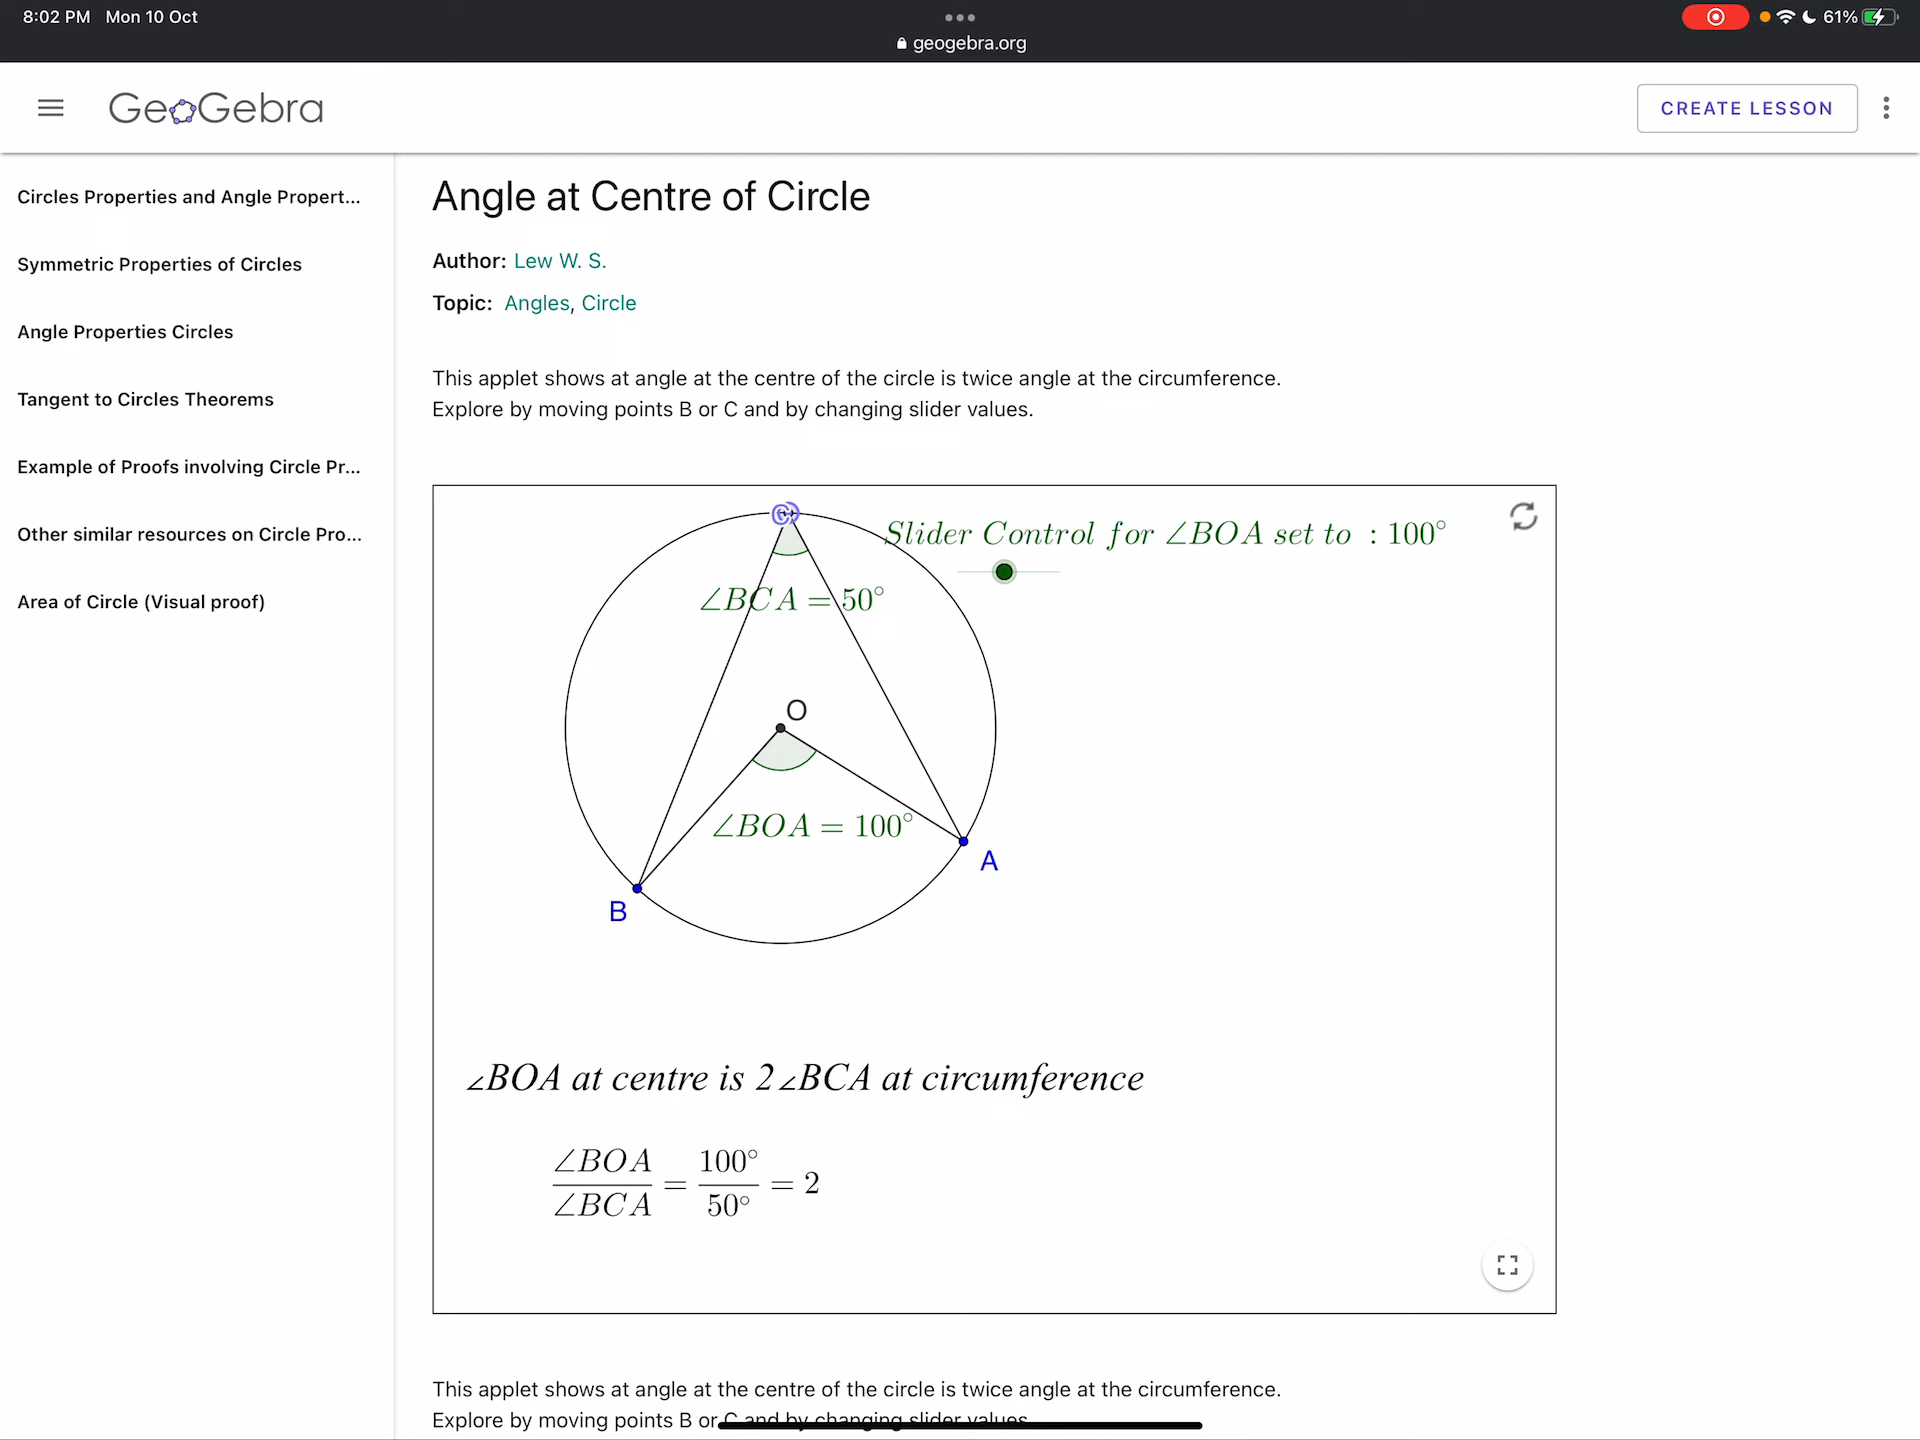 8:02 PM Mon 10 Oct
61%
geogebra.org
GeoGebra
CREATE LESSON
Circles Properties and Angle Propert...
Symmetric Properties of Circles
Angle Properties Circles
Tangent to Circles Theorems
Example of Proofs involving Circle Pr...
Other similar resources on Circle Pro...
Area of Circle (Visual proof)
Angle at Centre of Circle
Author: Lew W. S.
Topic: Angles, Circle
This applet shows at angle at the centre of the circle is twice angle at the circumference.
Explore by moving points B or C and by changing slider values.
Slider Control for ∠BOA set to : 100°
∠BCA = 50°
O
∠BOA = 100°
A
B
∠BOA at centre is 2∠BCA at circumference
∠BOA/∠BCA = 100°/50° = 2
This applet shows at angle at the centre of the circle is twice angle at the circumference.
Explore by moving points B or C and by changing slider values.